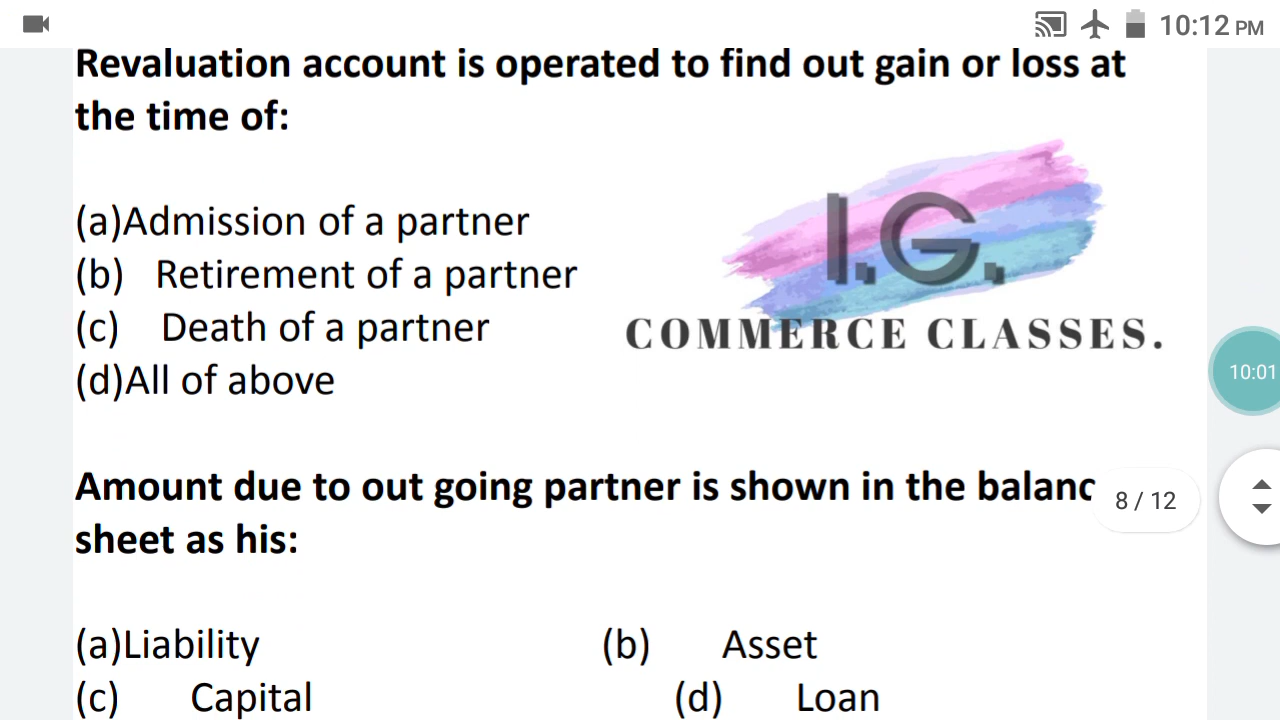 10:12 PM
Revaluation account is operated to find out gain or loss at
the time of:
I.G.
(a)Admission of a partner
(b) Retirement of a partner
(c) Death of a partner
COMMERCE CLASSES.
(d)All of above
10:01
Amount due to out going partner is shown in the balanc
8 / 12
sheet as his:
(a)Liability (b) Asset
(c) Capital (d) Loan